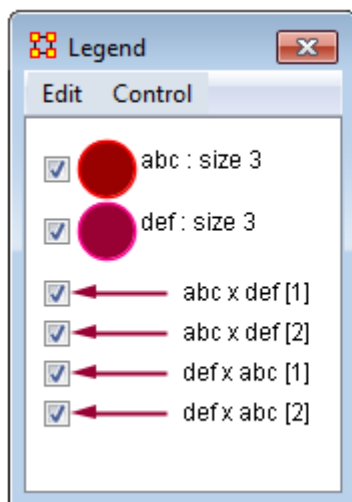 Legend
Edit Control
abc : size 3
def : size 3
abc x def [1]
abc x def [2]
def x abc [1]
def x abc [2]